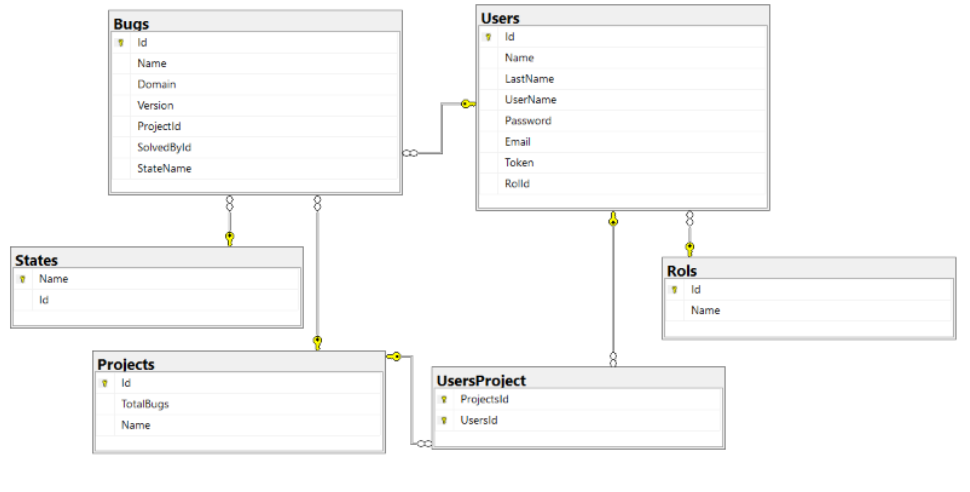 Bugs
Id
Name
Domain
Version
ProjectId
SolvedById
StateName
Users
Id
Name
LastName
UserName
Password
Email
Token
RolId
States
Name
Id
Rols
Id
Name
Projects
Id
TotalBugs
Name
UsersProject
ProjectsId
UsersId